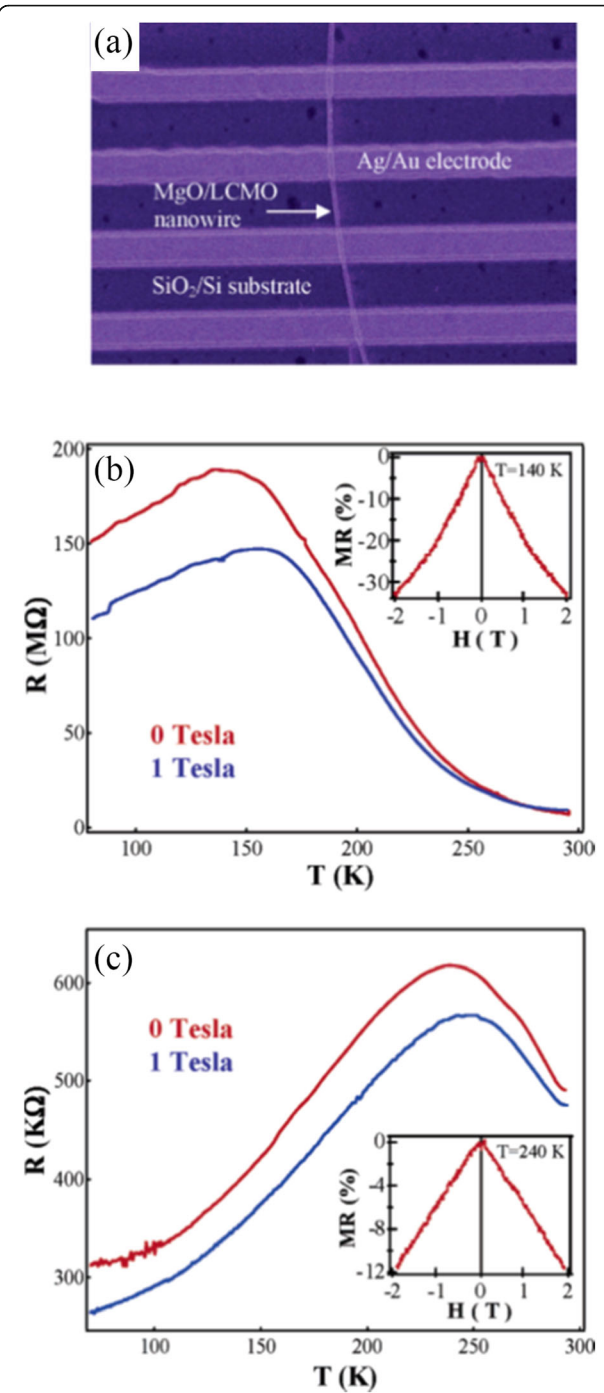 (a)
Ag/Au electrode
MgO/LCMO
nanowire
SiO₂/Si substrate
(b)
200
150
100
50
0
R (MΩ)
0 Tesla
1 Tesla
100 150 200 250 300
T (K)
T=140 K
0
-10
-20
-30
MR (%)
-2 -1 0 1 2
H ( T )
(c)
600
500
400
300
R (KΩ)
0 Tesla
1 Tesla
100 150 200 250 300
T (K)
T=240 K
0
-4
-8
-12
MR (%)
-2 -1 0 1 2
H ( T )